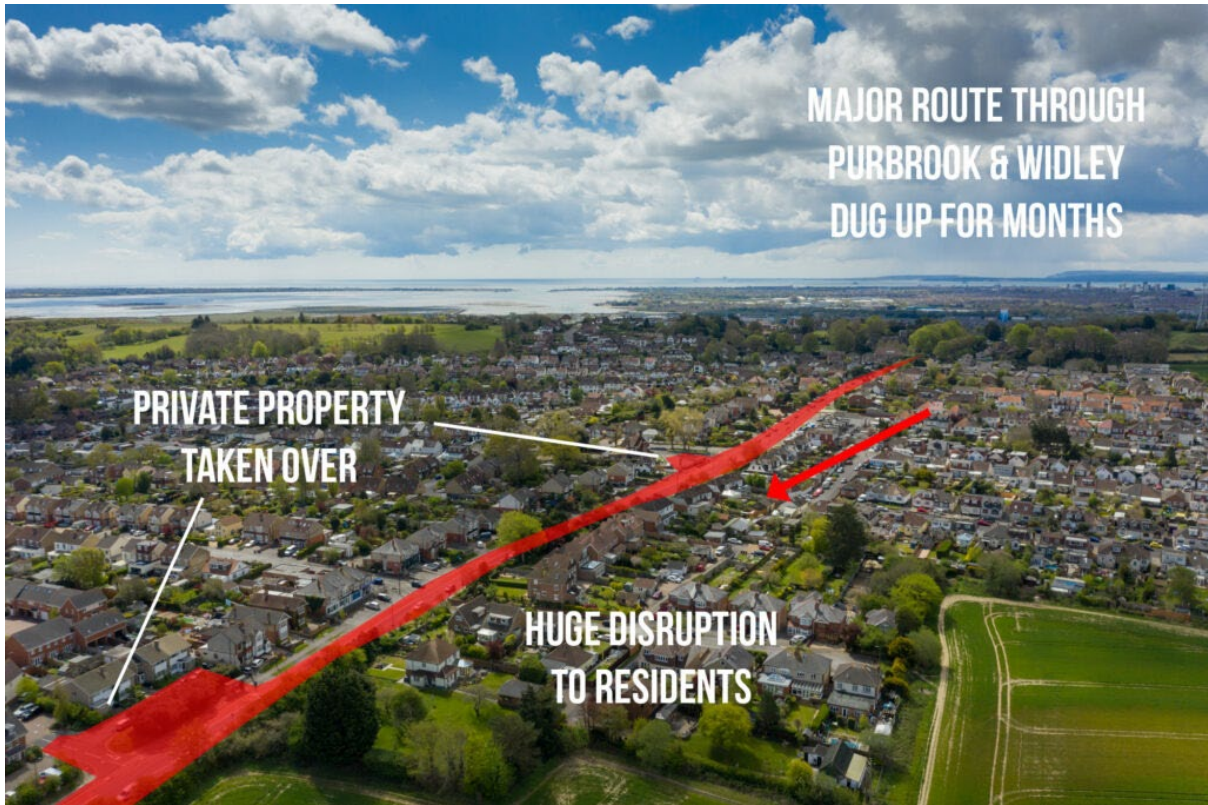 MAJOR ROUTE THROUGH
PURBROOK & WIDLEY
DUG UP FOR MONTHS
PRIVATE PROPERTY
TAKEN OVER
HUGE DISRUPTION
TO RESIDENTS